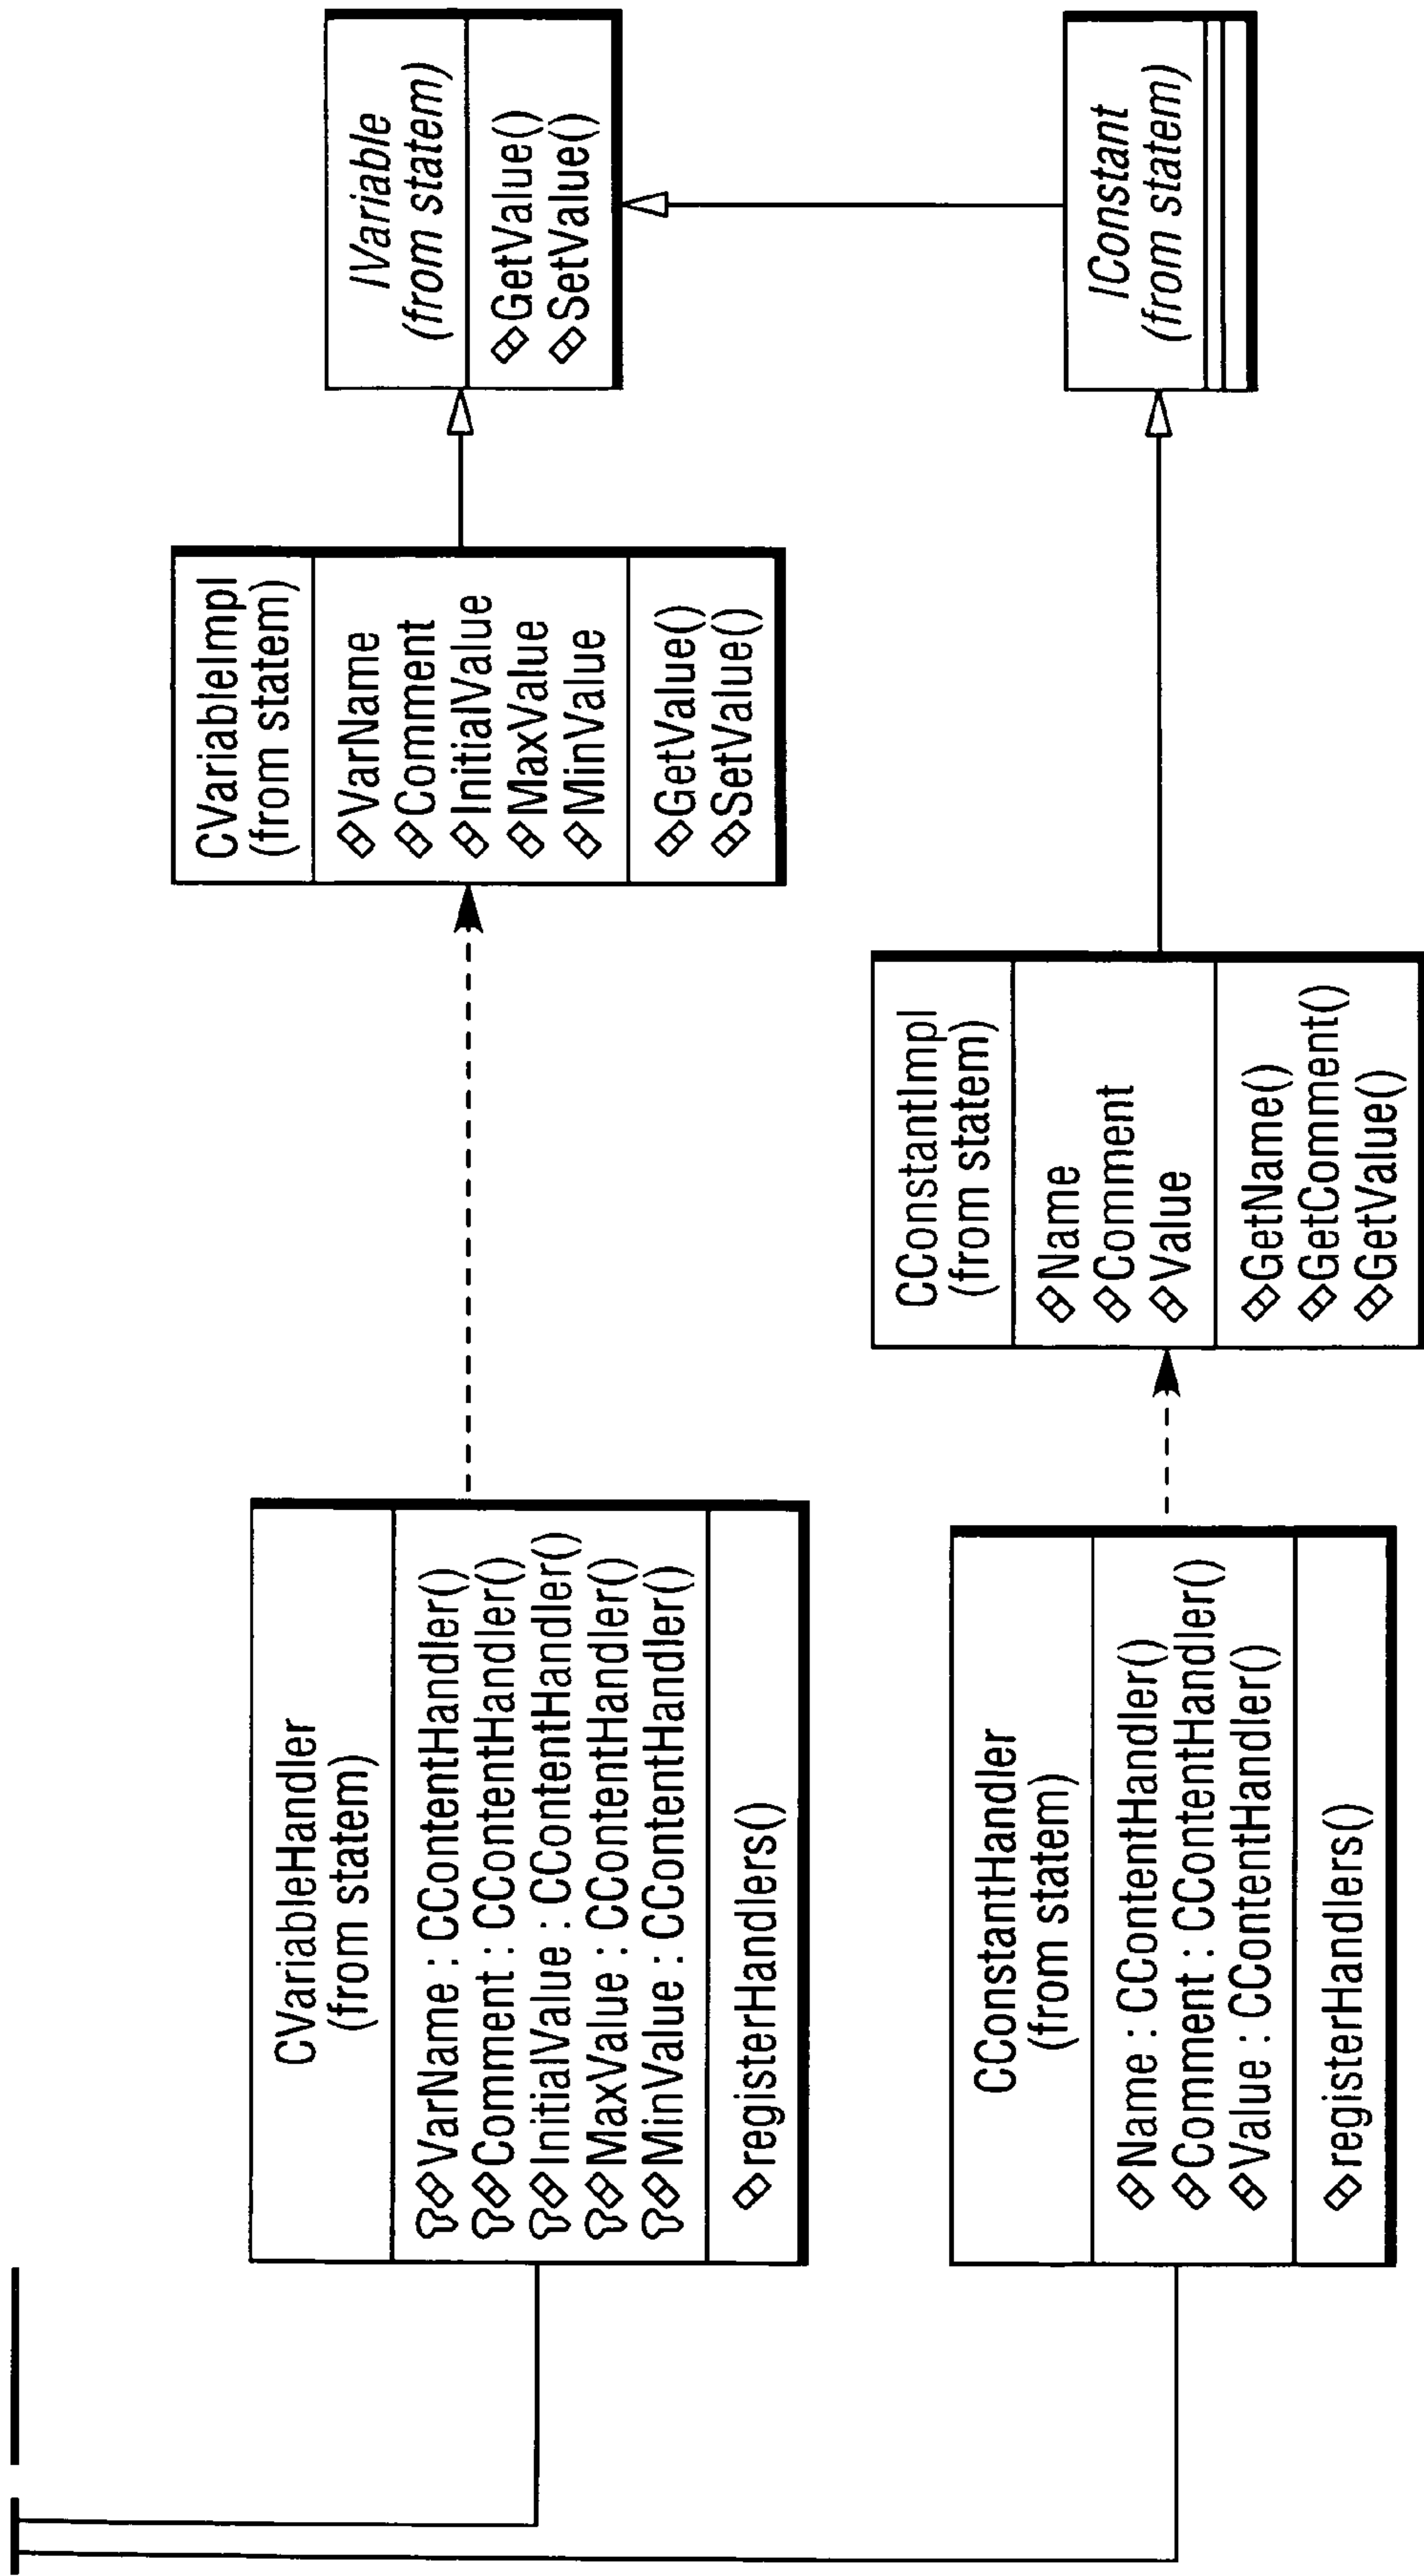 CVariableHandler
(from statem)
VarName : CContentHandler()
Comment : CContentHandler()
InitialValue : CContentHandler()
MaxValue : CContentHandler()
MinValue : CContentHandler()
registerHandlers()
CVariableImpl
(from statem)
VarName
Comment
InitialValue
MaxValue
MinValue
GetValue()
SetValue()
IVariable
(from statem)
GetValue()
SetValue()
CConstantHandler
(from statem)
Name : CContentHandler()
Comment : CContentHandler()
Value : CContentHandler()
registerHandlers()
CConstantImpl
(from statem)
Name
Comment
Value
GetName()
GetComment()
GetValue()
IConstant
(from statem)